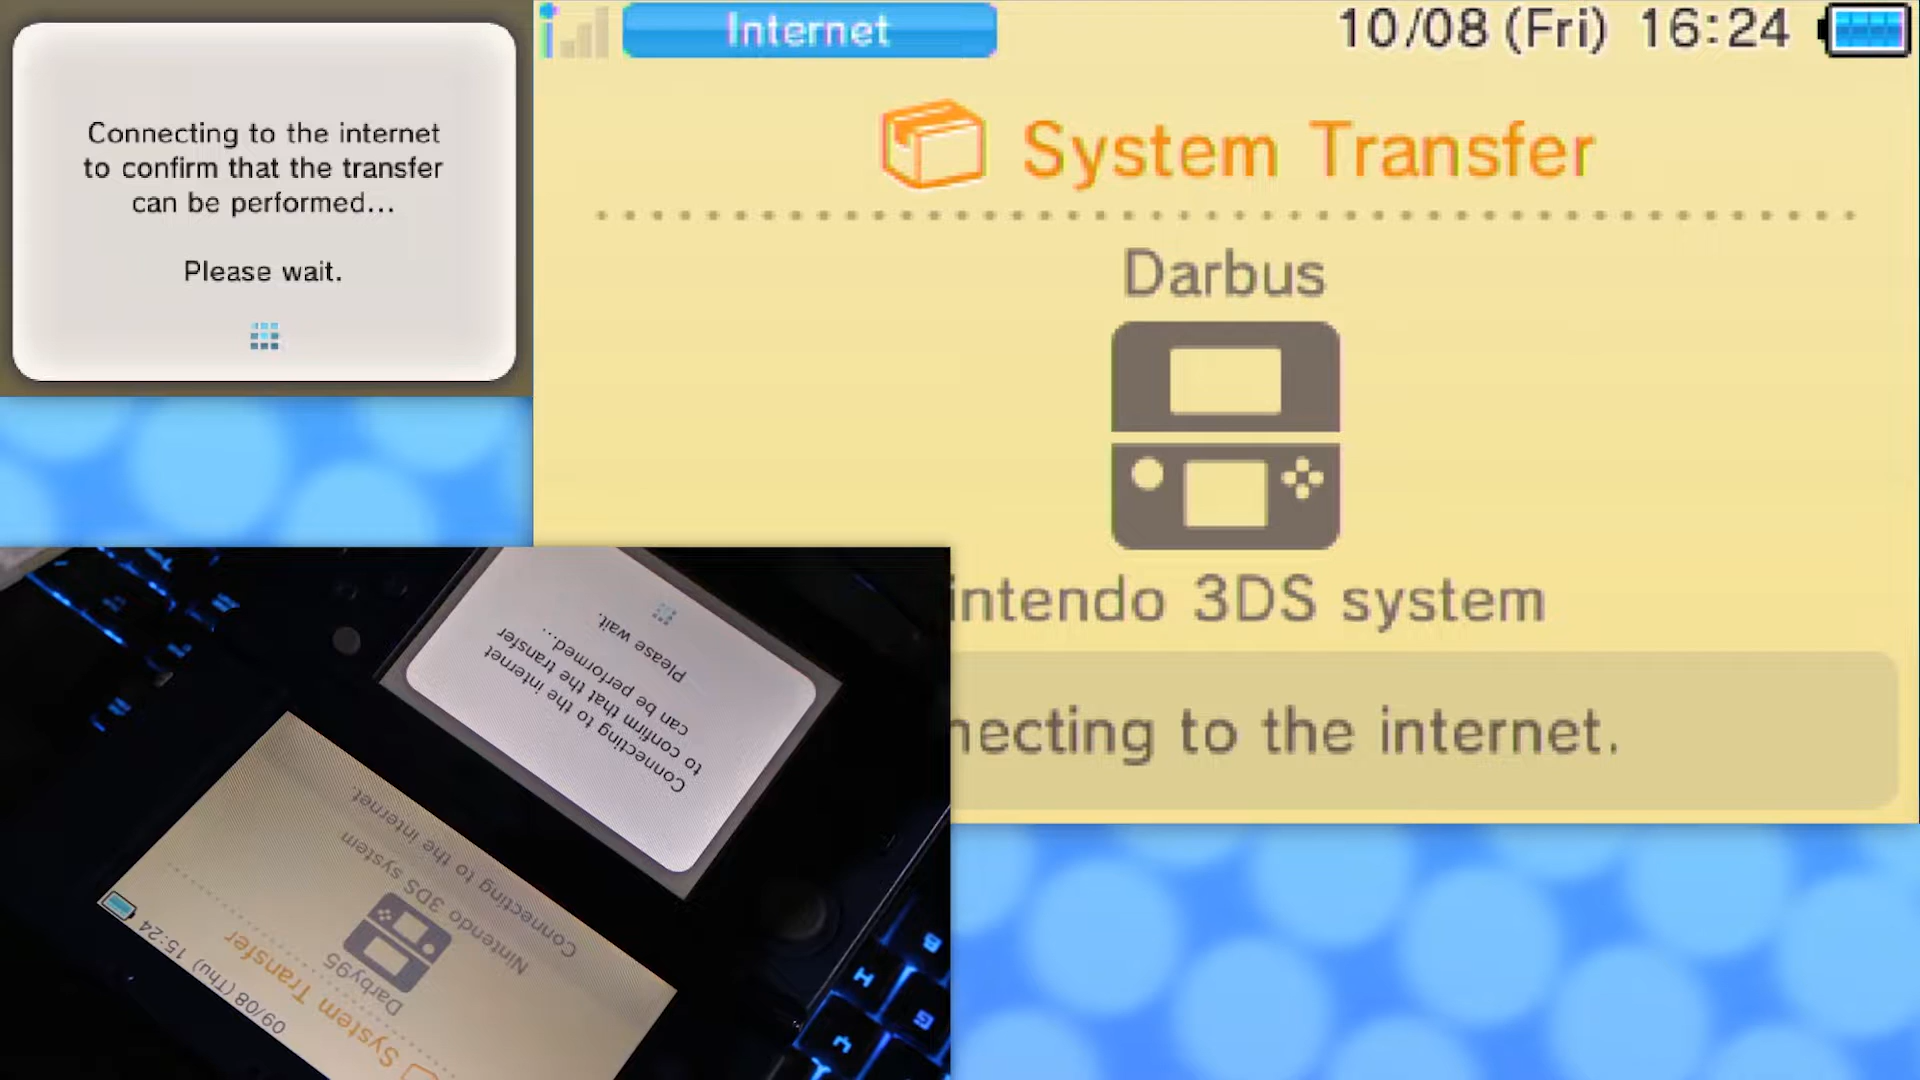 Connecting to the internet
to confirm that the transfer
can be performed...
Please wait.
Internet
10/08 (Fri) 16:24
System Transfer
Darbus
intendo 3DS system
necting to the internet.
Connecting to the internet
to confirm that the transfer
can be performed...
Please wait.
09/08 (Thu) 15:24
System Transfer
Darby95
Nintendo 3DS system
Connecting to the internet.
B
H
G
Y